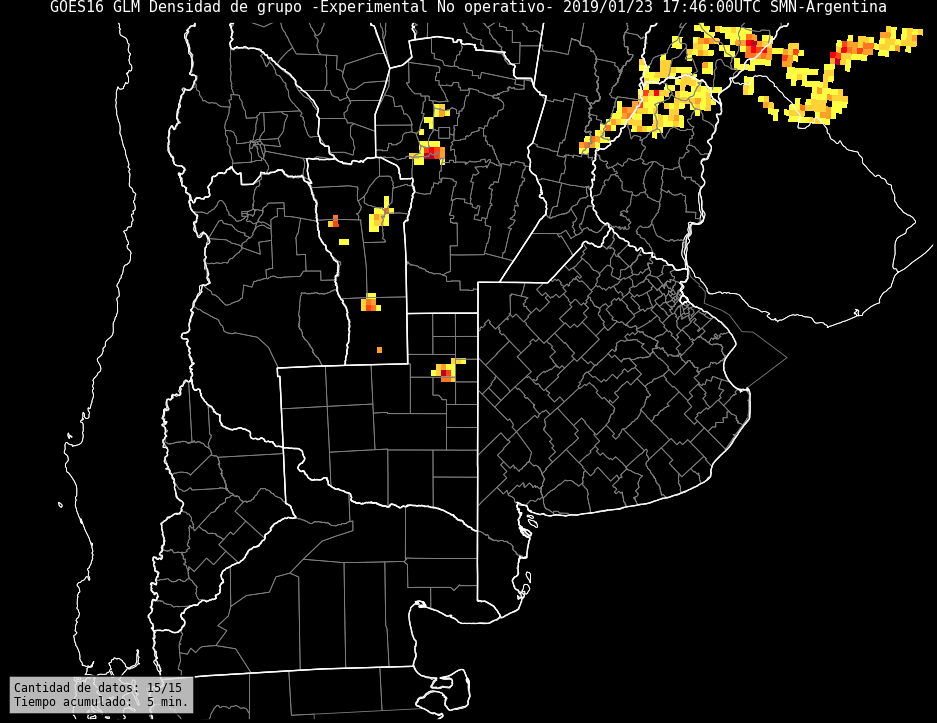 GOES16 GLM Densidad de grupo -Experimental No operativo- 2019/01/23 17:46:00UTC SMN-Argentina
Cantidad de datos: 15/15
Tiempo acumulado:  5 min.